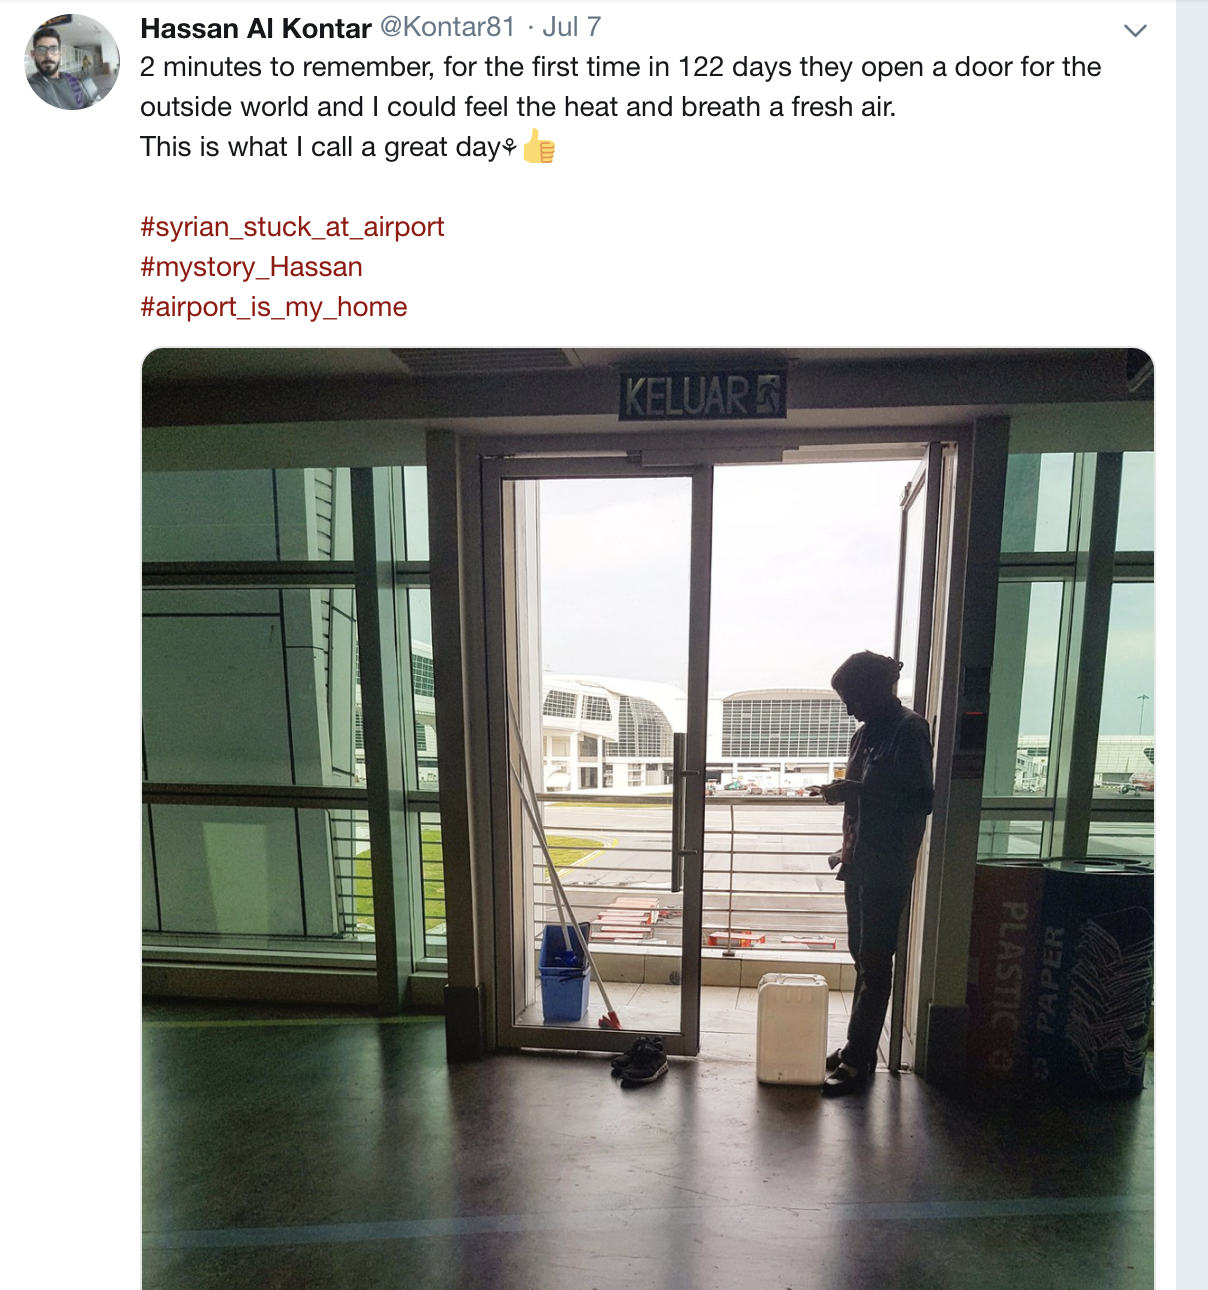 Hassan Al Kontar @Kontar81 · Jul 7
2 minutes to remember, for the first time in 122 days they open a door for the
outside world and I could feel the heat and breath a fresh air.
This is what I call a great day⚘👍
#syrian_stuck_at_airport
#mystory_Hassan
#airport_is_my_home
KELUAR
PLASTIC
PAPER